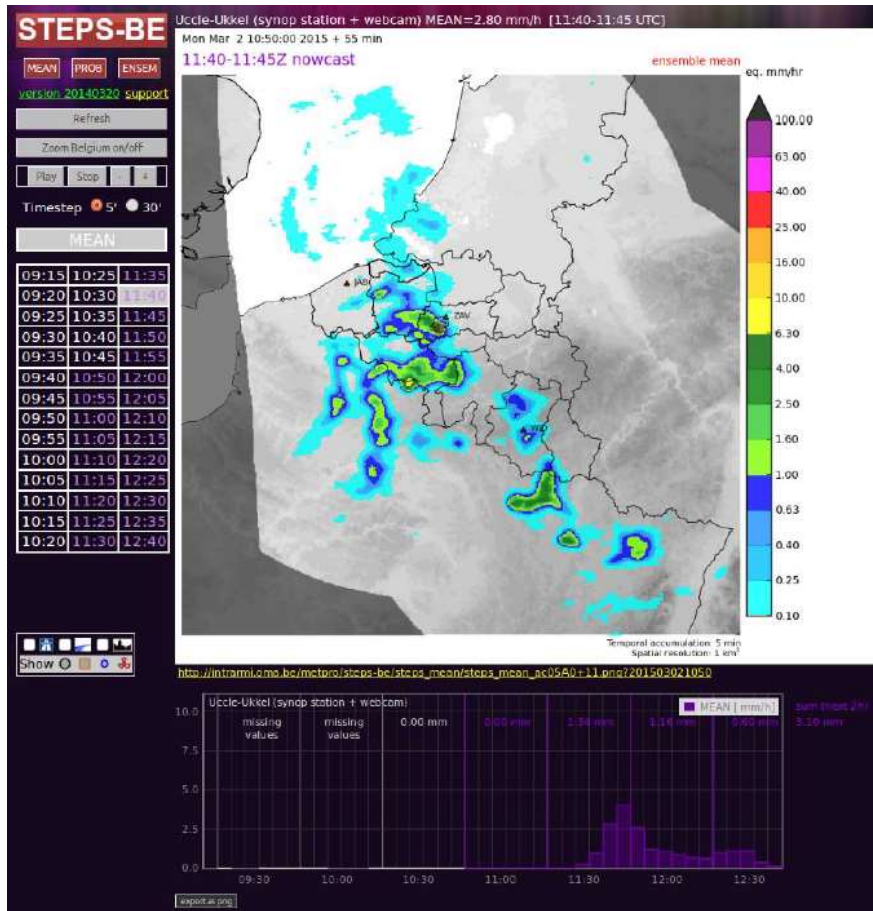 STEPS-BE
MEAN PROB ENSEM
version 20140320 support
Refresh
Zoom Belgium on/off
Play Stop - +
Timestep 5' 30'
MEAN
09:15 10:25 11:35
09:20 10:30 11:40
09:25 10:35 11:45
09:30 10:40 11:50
09:35 10:45 11:55
09:40 10:50 12:00
09:45 10:55 12:05
09:50 11:00 12:10
09:55 11:05 12:15
10:00 11:10 12:20
10:05 11:15 12:25
10:10 11:20 12:30
10:15 11:25 12:35
10:20 11:30 12:40
Show
Uccle-Ukkel (synop station + webcam) MEAN=2.80 mm/h [11:40-11:45 UTC]
Mon Mar 2 10:50:00 2015 + 55 min
11:40-11:45Z nowcast
ensemble mean
eq. mm/hr
100.00
63.00
40.00
25.00
16.00
10.00
6.30
4.00
2.50
1.60
1.00
0.63
0.40
0.25
0.10
JAB
ZAV
WID
Temporal accumulation: 5 min
Spatial resolution: 1 km²
http://intrarmi.oma.be/metpro/steps-be/steps_mean/steps_mean_ac05A0+11.png?201503021050
Uccle-Ukkel (synop station + webcam)
MEAN [mm/h]
sum (next 2h)
missing values
missing values
0.00 mm
0.00 mm
1.34 mm
1.16 mm
0.60 mm
3.10 mm
10.0
7.5
5.0
2.5
0.0
09:30 10:00 10:30 11:00 11:30 12:00 12:30
export as png